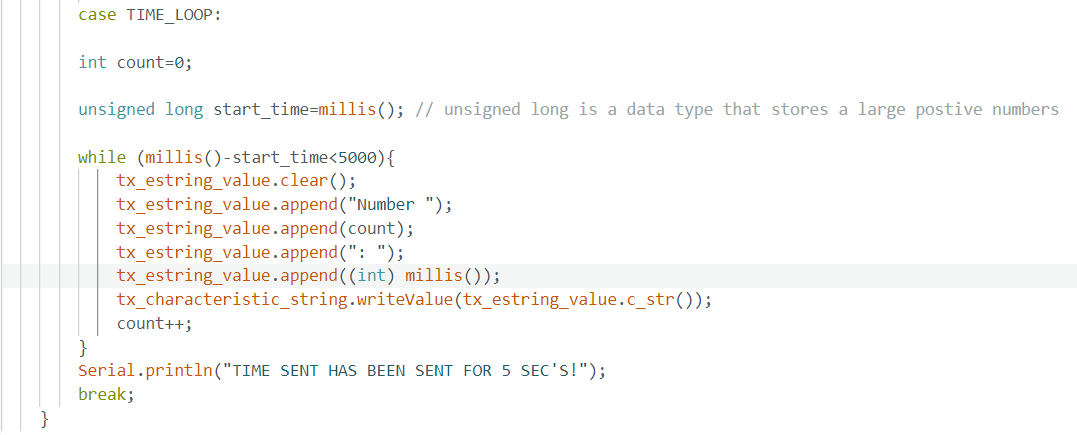 case TIME_LOOP:
int count=0;
unsigned long start_time=millis(); // unsigned long is a data type that stores a large postive numbers
while (millis()-start_time<5000){
tx_estring_value.clear();
tx_estring_value.append("Number ");
tx_estring_value.append(count);
tx_estring_value.append(": ");
tx_estring_value.append((int) millis());
tx_characteristic_string.writeValue(tx_estring_value.c_str());
count++;
}
Serial.println("TIME SENT HAS BEEN SENT FOR 5 SEC'S!");
break;
}